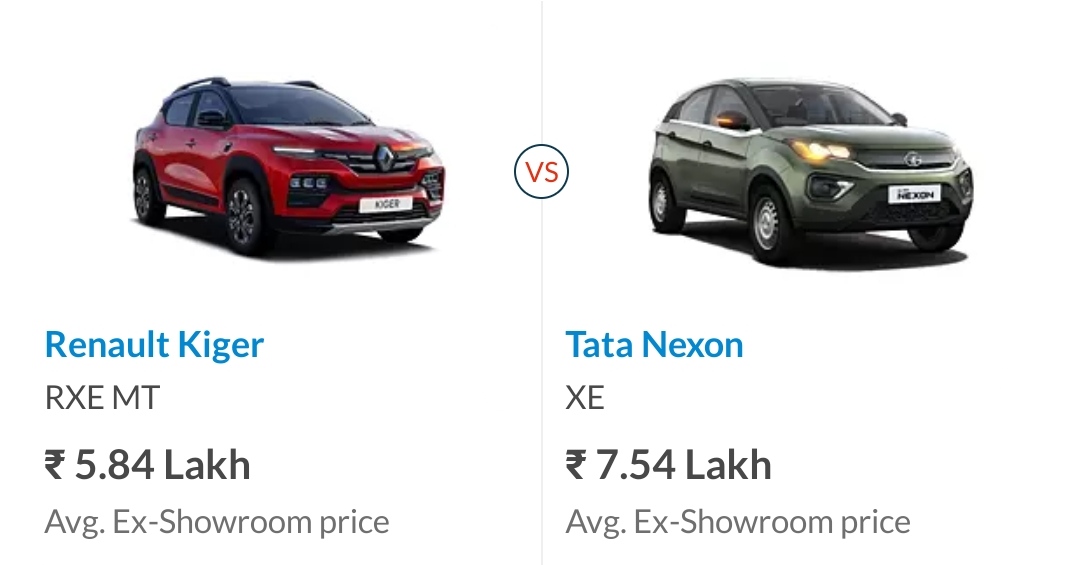 KIGER
VS
NEXON
Renault Kiger
RXE MT
₹ 5.84 Lakh
Avg. Ex-Showroom price
Tata Nexon
XE
₹ 7.54 Lakh
Avg. Ex-Showroom price